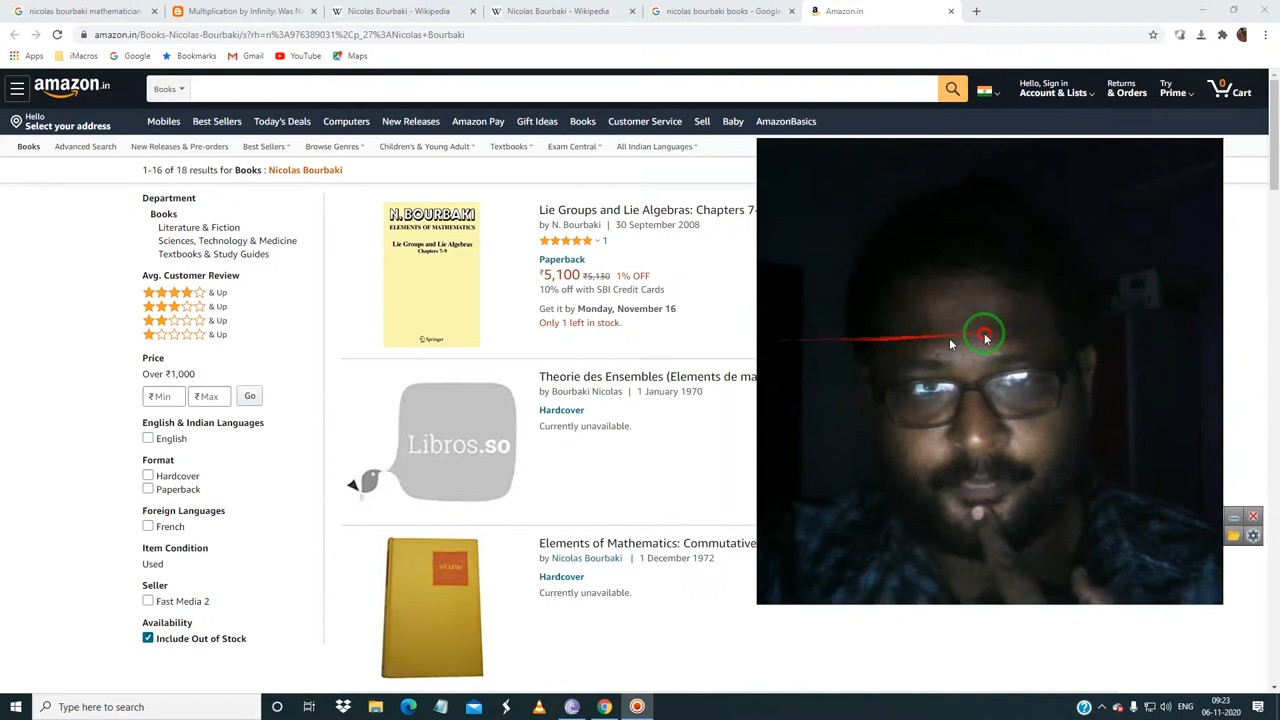 nicolas bourbaki mathematician
Multiplication by Infinity: Was N
Nicolas Bourbaki - Wikipedia
Nicolas Bourbaki - Wikipedia
nicolas bourbaki books - Google
Amazon.in
amazon.in/Books-Nicolas-Bourbaki/s?rh=n%3A976389031%2Cp_27%3ANicolas+Bourbaki
Apps
iMacros
Google
Bookmarks
Gmail
YouTube
Maps
amazon.in
Books
Hello, Sign in
Account & Lists
Returns
& Orders
Try
Prime
0
Cart
Hello
Select your address
Mobiles Best Sellers Today's Deals Computers New Releases Amazon Pay Gift Ideas Books Customer Service Sell Baby AmazonBasics
Books Advanced Search New Releases & Pre-orders Best Sellers Browse Genres Children's & Young Adult Textbooks Exam Central All Indian Languages
1-16 of 18 results for Books : Nicolas Bourbaki
Department
Books
Literature & Fiction
Sciences, Technology & Medicine
Textbooks & Study Guides
Avg. Customer Review
& Up
& Up
& Up
& Up
Price
Over ₹1,000
₹ Min
₹ Max
Go
English & Indian Languages
English
Format
Hardcover
Paperback
Foreign Languages
French
Item Condition
Used
Seller
Fast Media 2
Availability
Include Out of Stock
N. BOURBAKI
ELEMENTS OF MATHEMATICS
Lie Groups and Lie Algebras
Chapters 7-9
Springer
Lie Groups and Lie Algebras: Chapters 7-
by N. Bourbaki | 30 September 2008
1
Paperback
₹5,100 ₹5,130 1% OFF
10% off with SBI Credit Cards
Get it by Monday, November 16
Only 1 left in stock.
Libros.so
Theorie des Ensembles (Elements de ma
by Bourbaki Nicolas | 1 January 1970
Hardcover
Currently unavailable.
Elements of Mathematics: Commutative
by Nicolas Bourbaki | 1 December 1972
Hardcover
Currently unavailable.
Type here to search
ENG
09:23
06-11-2020